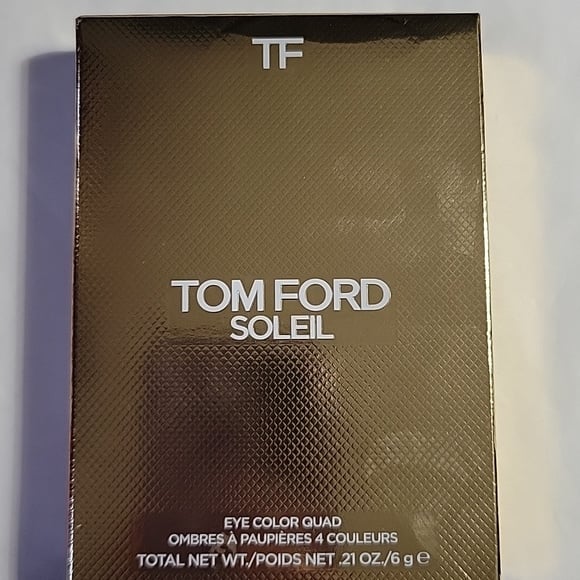 TF
TOM FORD
SOLEIL
EYE COLOR QUAD
OMBRES À PAUPIÈRES 4 COULEURS
TOTAL NET WT./POIDS NET .21 OZ./6 g ℮